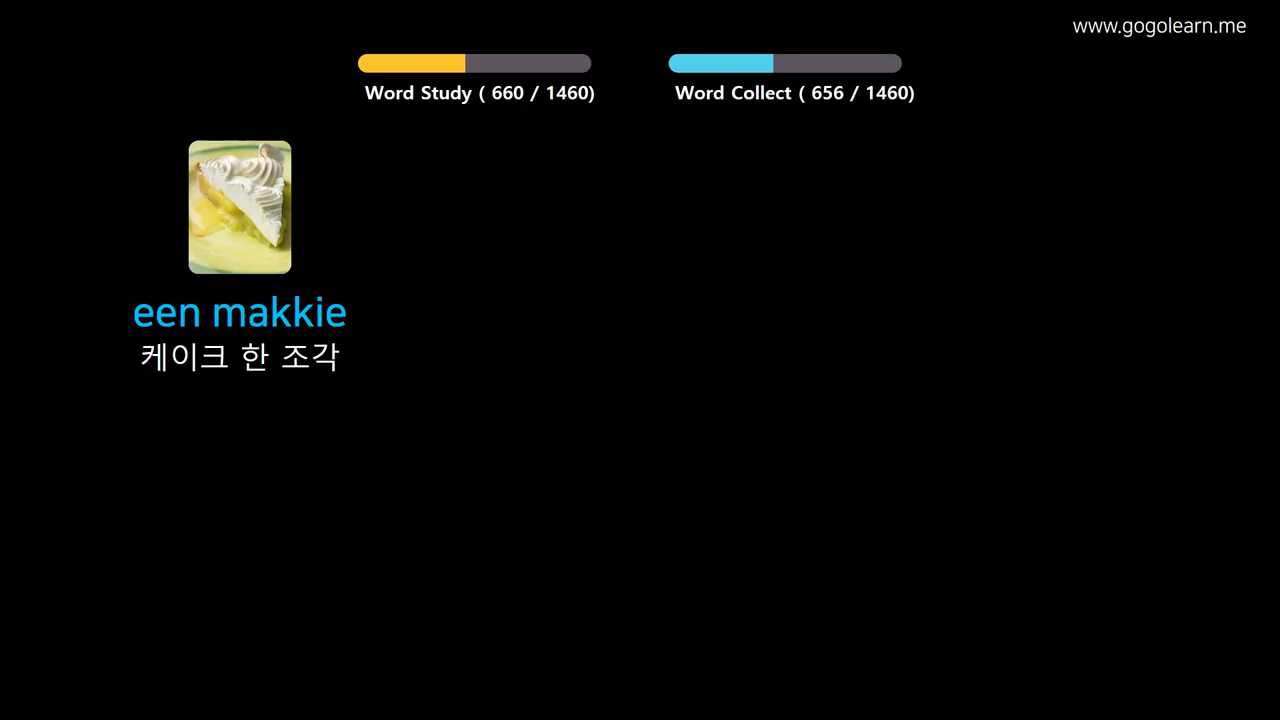 www.gogolearn.me
Word Study ( 660 / 1460)
Word Collect ( 656 / 1460)
een makkie
케이크 한 조각